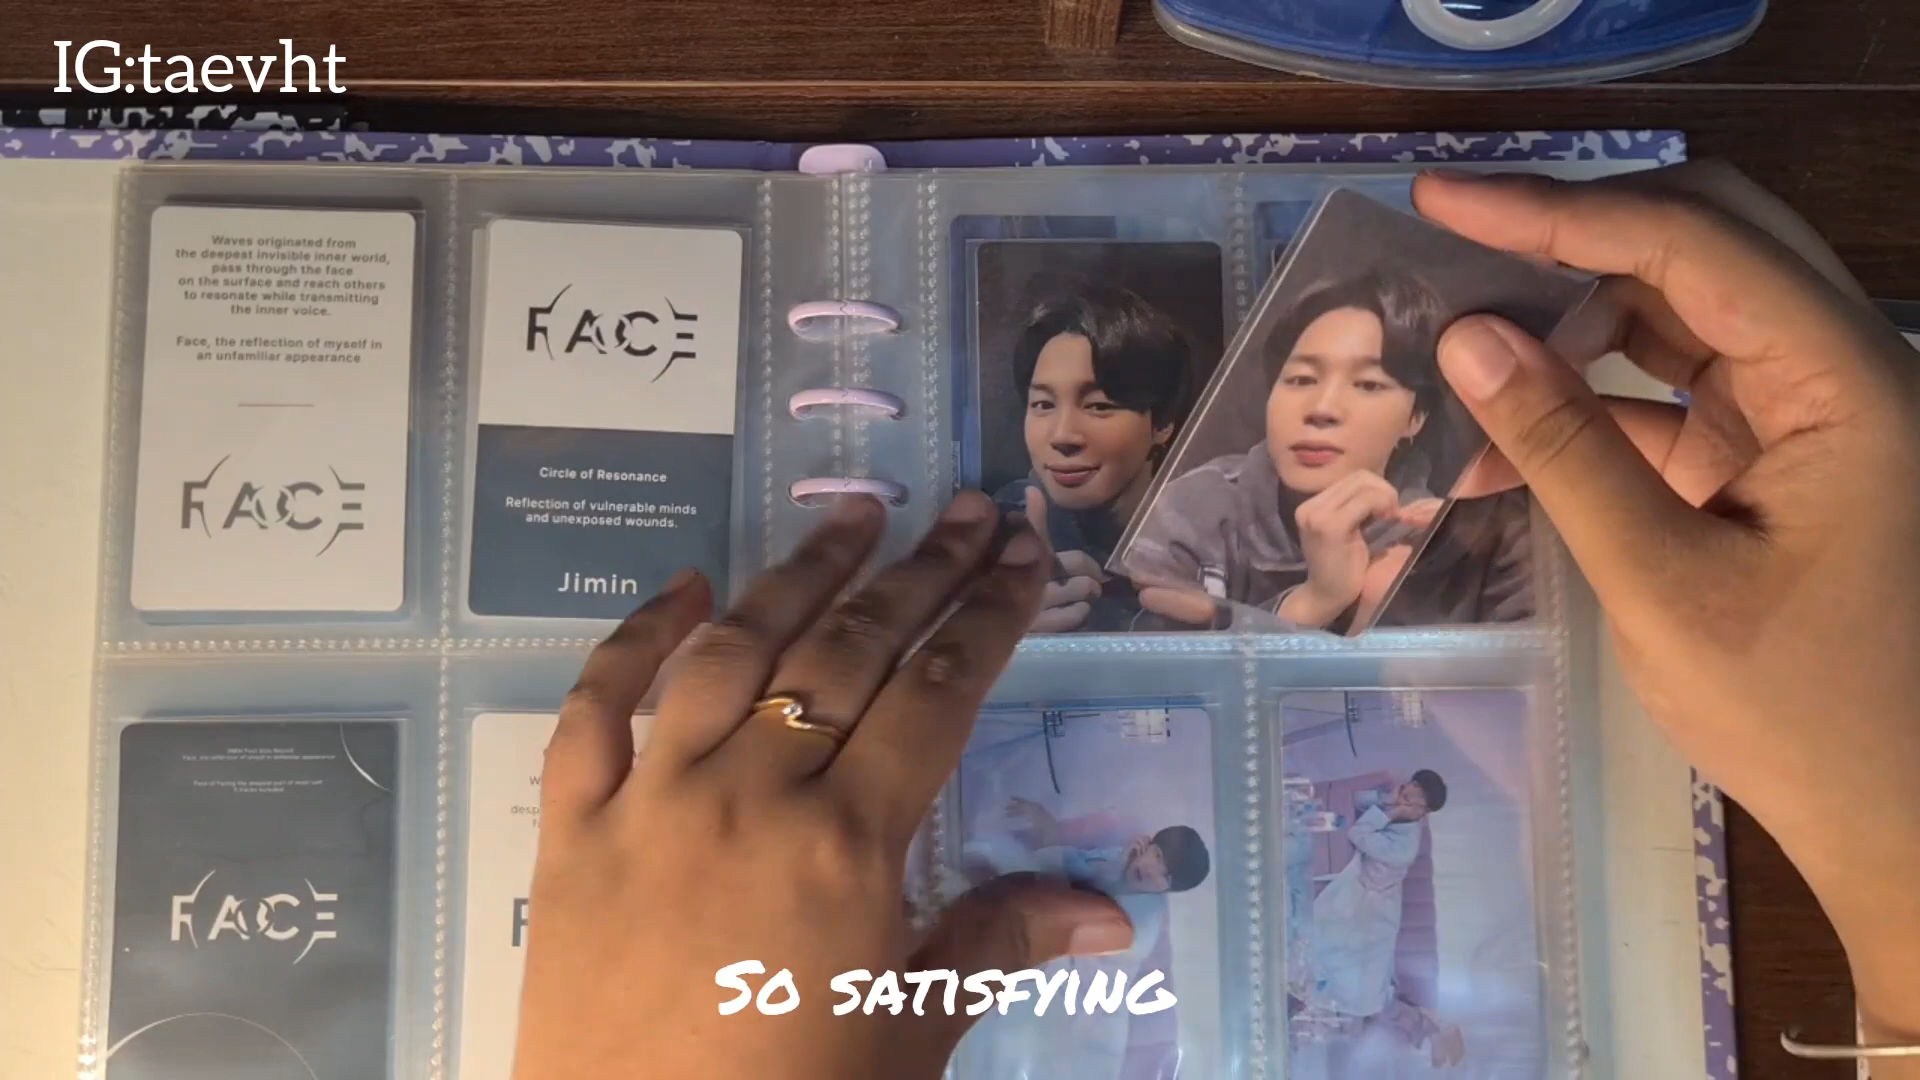 IG:taevht
Waves originated from
the deepest invisible inner world,
pass through the face
on the surface and reach others
to resonate while transmitting
the inner voice.
Face, the reflection of myself in
an unfamiliar appearance
FACE
FACE
Circle of Resonance
Reflection of vulnerable minds
and unexposed wounds.
Jimin
FACE
So satisfying